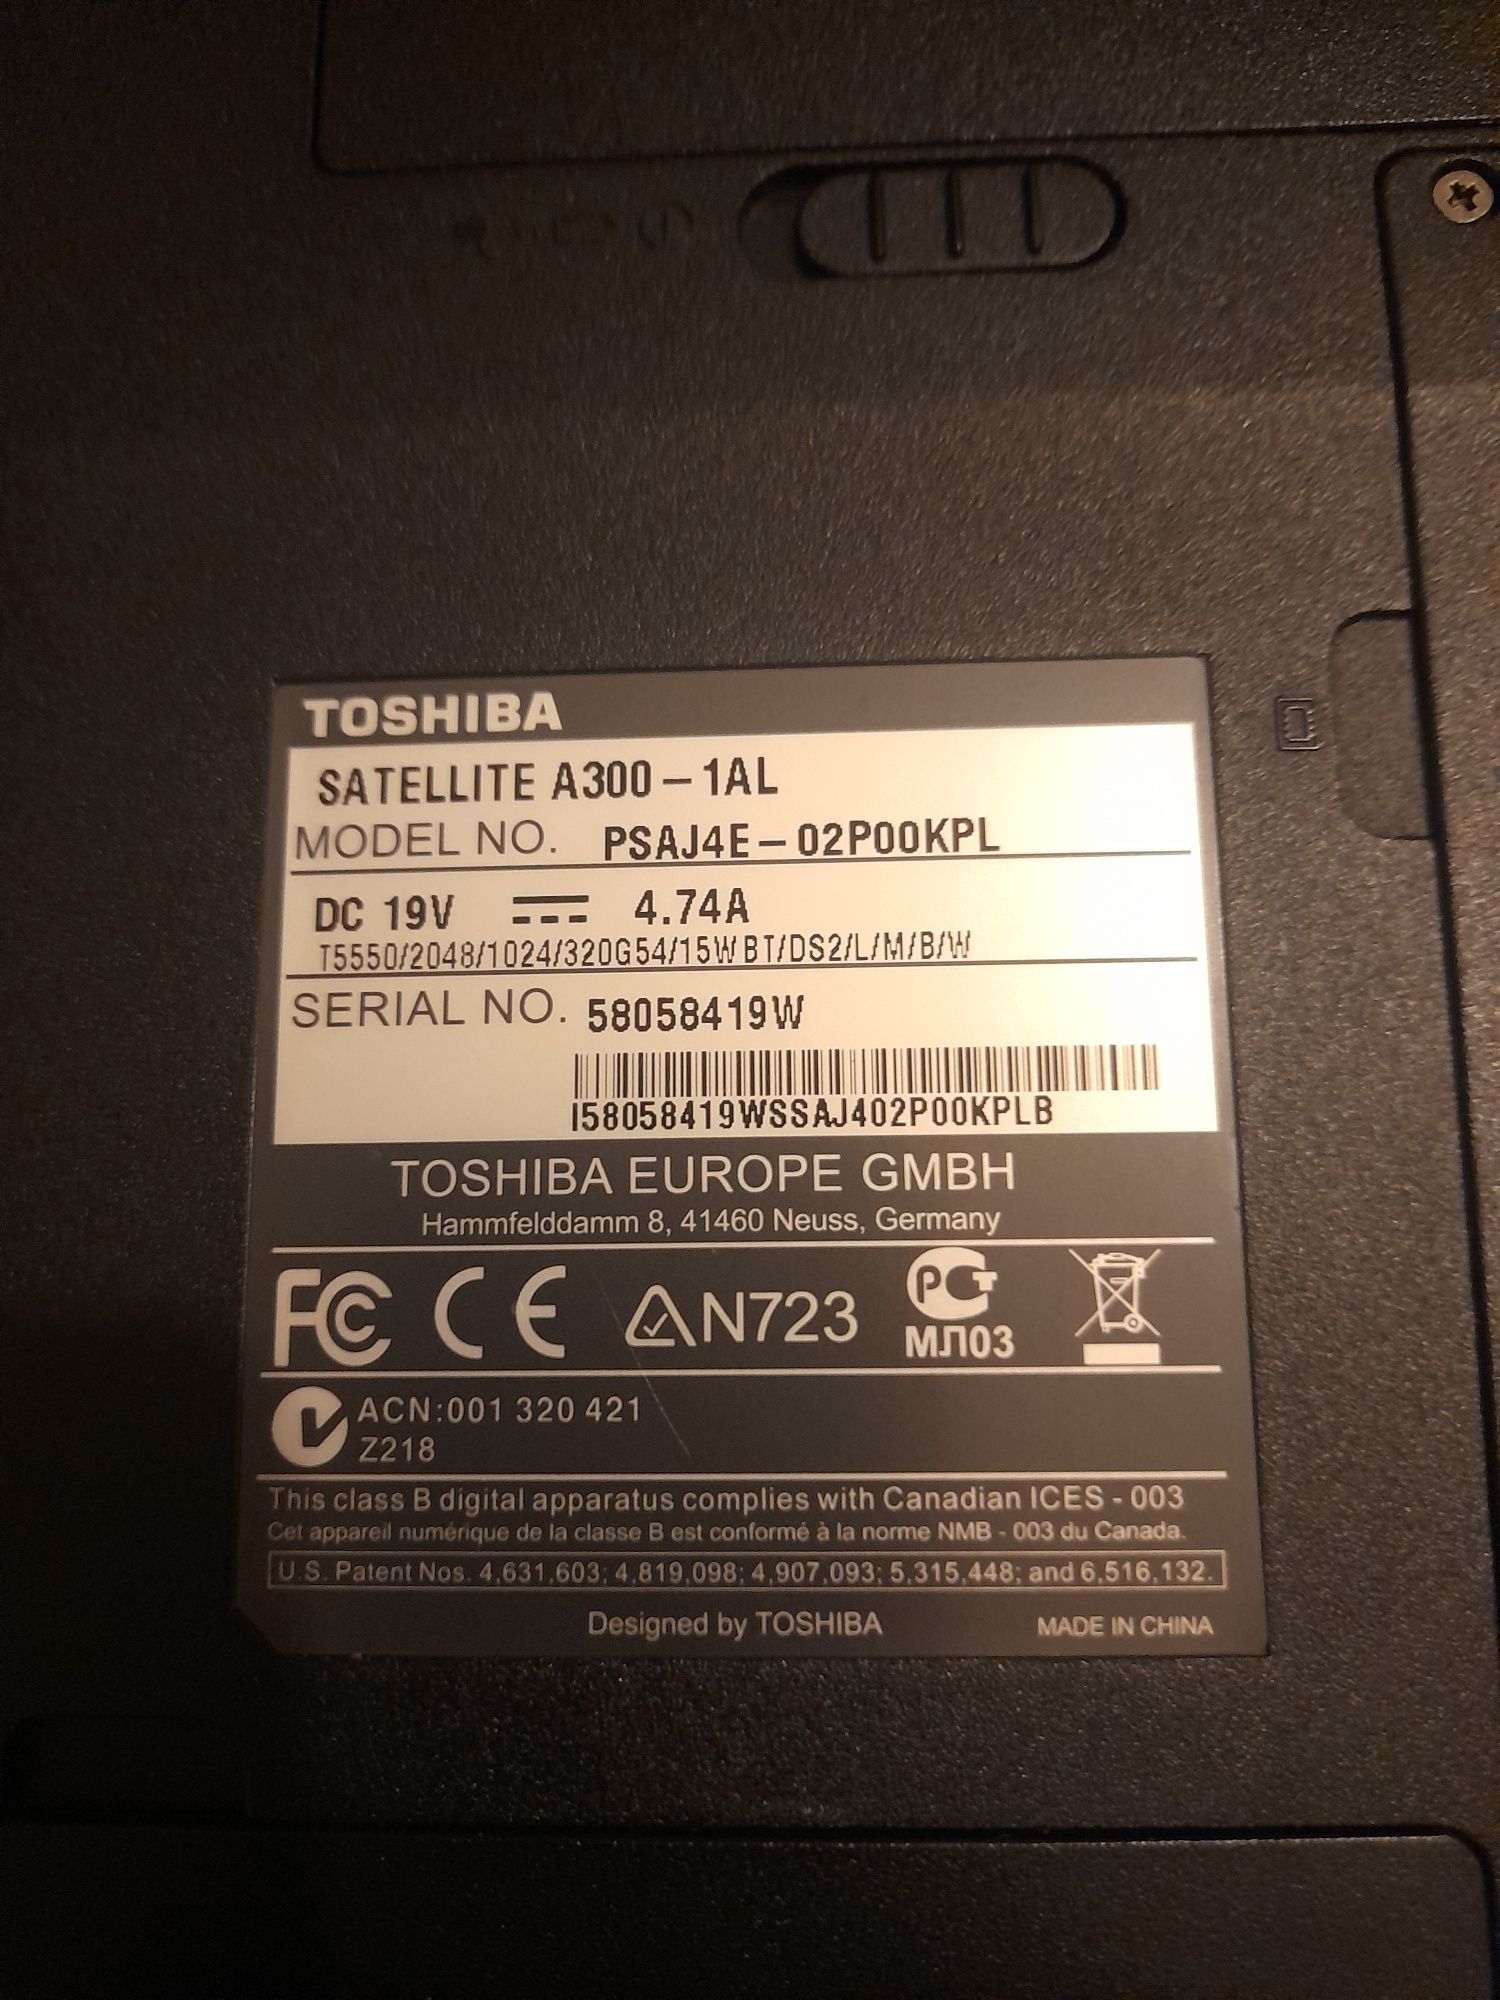 TOSHIBA
SATELLITE A300-1AL
MODEL NO. PSAJ4E-02P00KPL
DC 19V 4.74A
T5550/2048/1024/320G54/15WBT/DS2/L/M/B/W
SERIAL NO. 58058419W
I58058419WSSAJ402P00KPLB
TOSHIBA EUROPE GMBH
Hammfelddamm 8, 41460 Neuss, Germany
FC CE N723 РСТ
МЛ03
ACN:001 320 421
Z218
This class B digital apparatus complies with Canadian ICES - 003
Cet appareil numérique de la classe B est conformé à la norme NMB - 003 du Canada.
U.S. Patent Nos. 4,631,603; 4,819,098; 4,907,093; 5,315,448; and 6,516,132.
Designed by TOSHIBA MADE IN CHINA